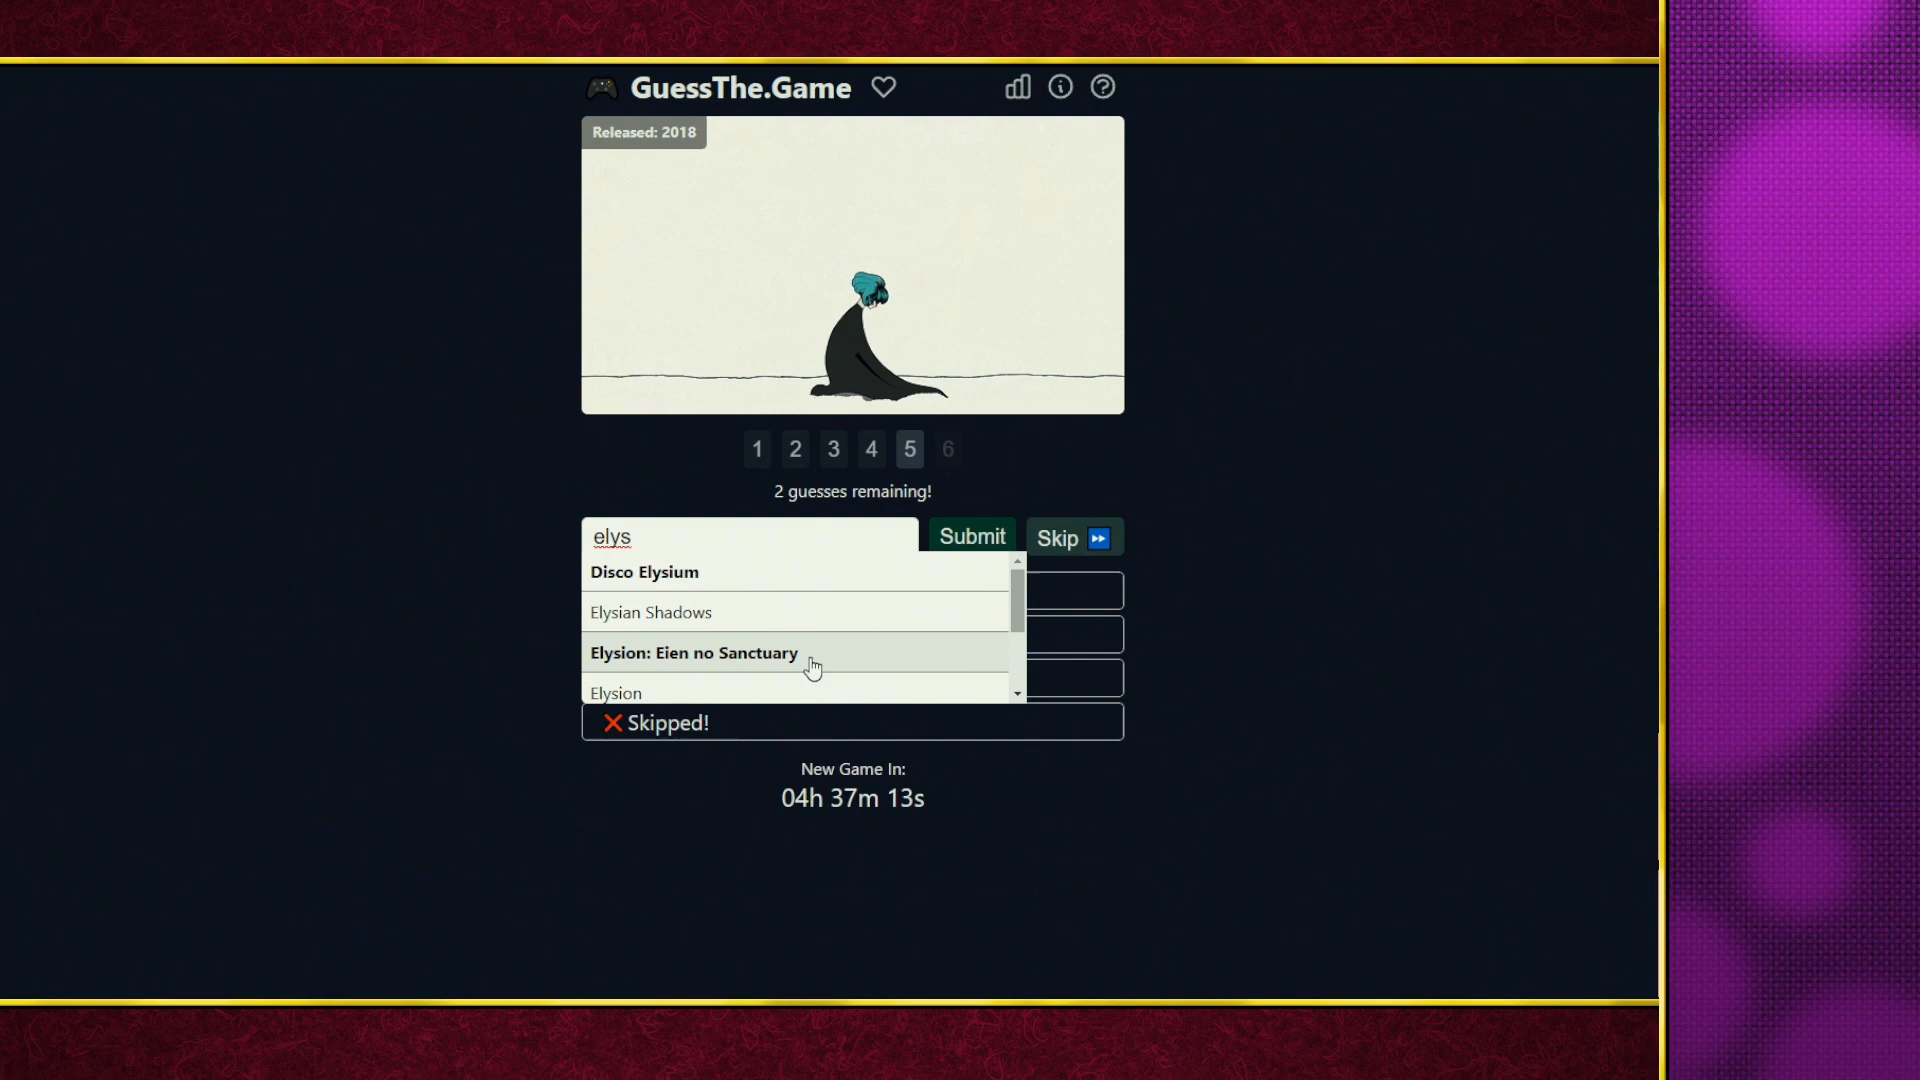 GuessThe.Game
Released: 2018
1 2 3 4 5 6
2 guesses remaining!
elys
Submit
Skip
Disco Elysium
Elysian Shadows
Elysion: Eien no Sanctuary
Elysion
Skipped!
New Game In:
04h 37m 13s